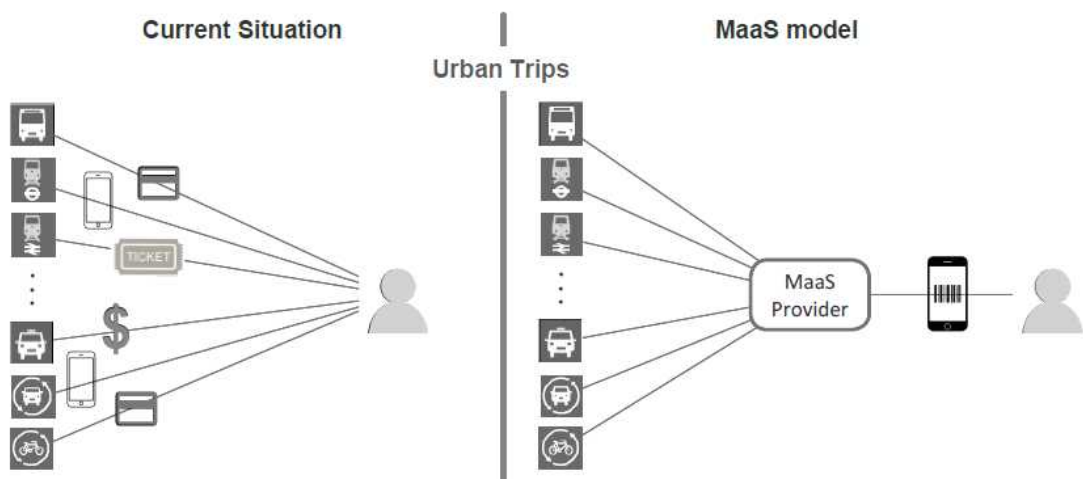 Current Situation
MaaS model
Urban Trips
TICKET
$
MaaS
Provider